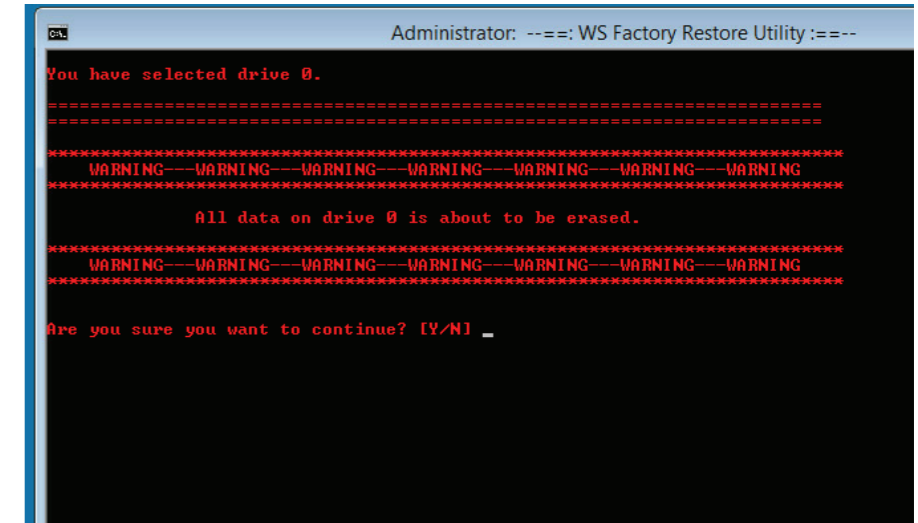 Administrator: --==: WS Factory Restore Utility :==--
You have selected drive 0.
=========================================================================
=========================================================================
***************************************************************************
WARNING---WARNING---WARNING---WARNING---WARNING---WARNING---WARNING
***************************************************************************
All data on drive 0 is about to be erased.
***************************************************************************
WARNING---WARNING---WARNING---WARNING---WARNING---WARNING---WARNING
***************************************************************************
Are you sure you want to continue? [Y/N] _